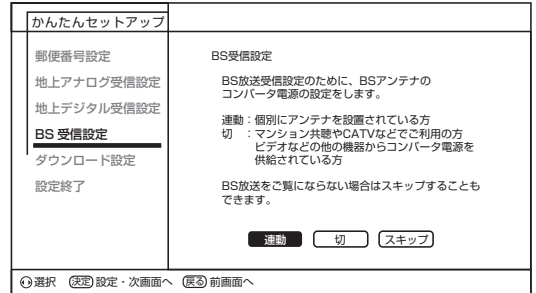 かんたんセットアップ
郵便番号設定
地上アナログ受信設定
地上デジタル受信設定
BS 受信設定
ダウンロード設定
設定終了
BS受信設定
BS放送受信設定のために、BSアンテナの
コンバータ電源の設定をします。
連動:個別にアンテナを設置されている方
切 :マンション共聴やCATVなどでご利用の方
ビデオなどの他の機器からコンバータ電源を
供給されている方
BS放送をご覧にならない場合はスキップすることも
できます。
連動 切 スキップ
選択 決定 設定・次画面へ 戻る 前画面へ